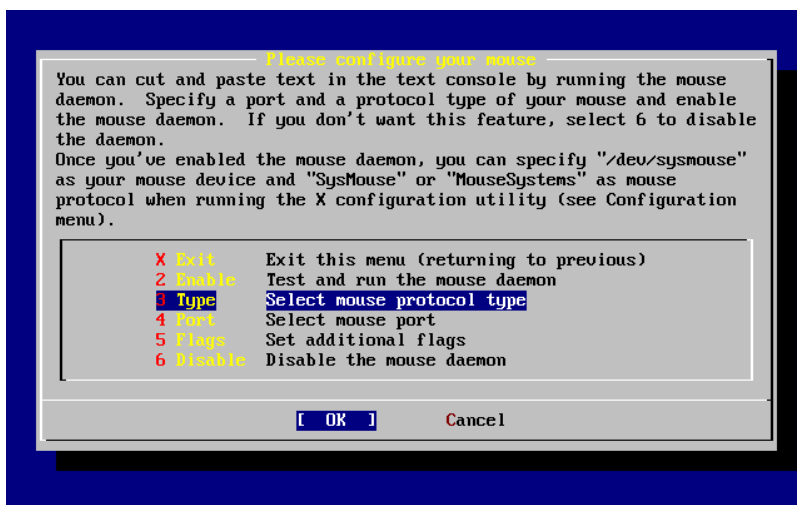 Please configure your mouse
You can cut and paste text in the text console by running the mouse
daemon.  Specify a port and a protocol type of your mouse and enable
the mouse daemon.  If you don't want this feature, select 6 to disable
the daemon.
Once you've enabled the mouse daemon, you can specify "/dev/sysmouse"
as your mouse device and "SysMouse" or "MouseSystems" as mouse
protocol when running the X configuration utility (see Configuration
menu).
X Exit     Exit this menu (returning to previous)
2 Enable   Test and run the mouse daemon
3 Type     Select mouse protocol type
4 Port     Select mouse port
5 Flags    Set additional flags
6 Disable  Disable the mouse daemon
[  OK  ]       Cancel